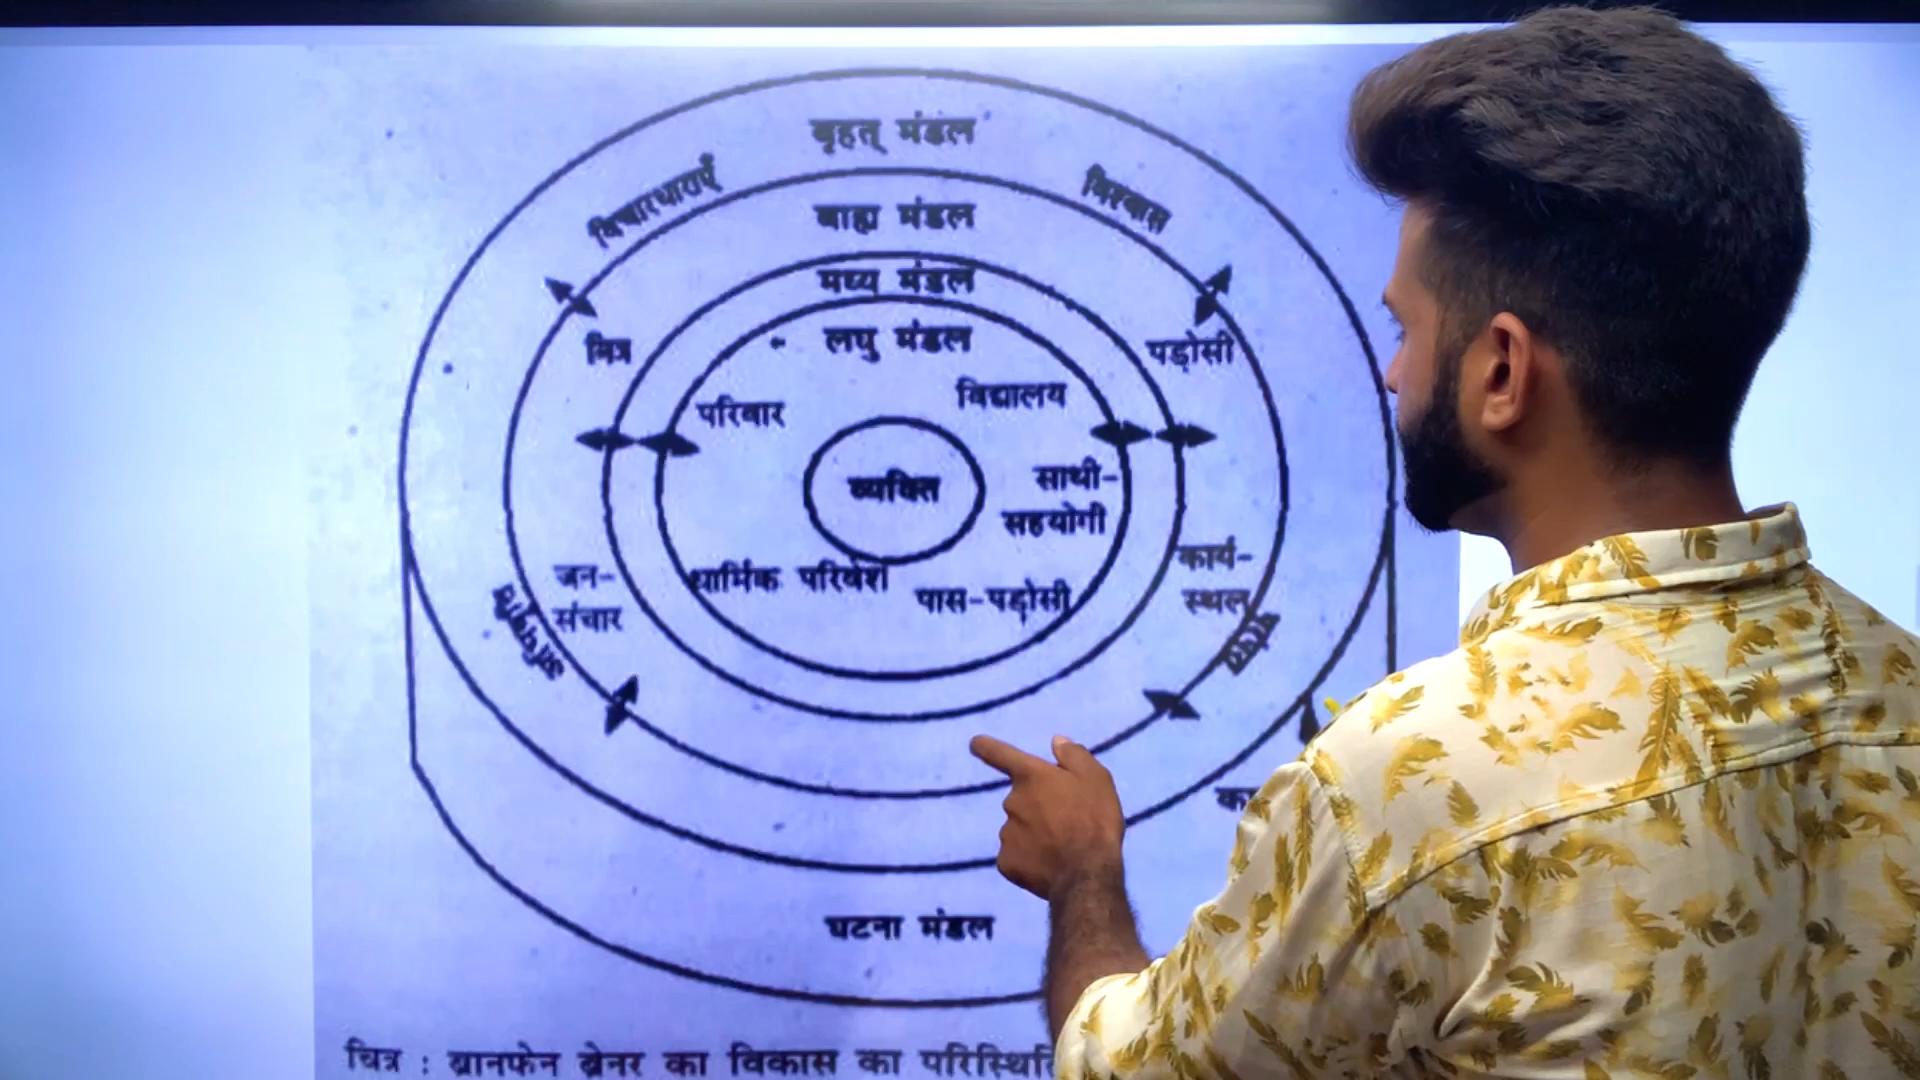 बृहत् मंडल
विचारधाराएँ
विश्वास
बाह्य मंडल
मध्य मंडल
लघु मंडल
मित्र
पड़ोसी
परिवार
विद्यालय
व्यक्ति
साथी-
सहयोगी
जन-
संचार
धार्मिक परिवेश
पास-पड़ोसी
कार्य-
स्थल
घटना मंडल
चित्र : ब्रानफेन ब्रेनर का विकास का